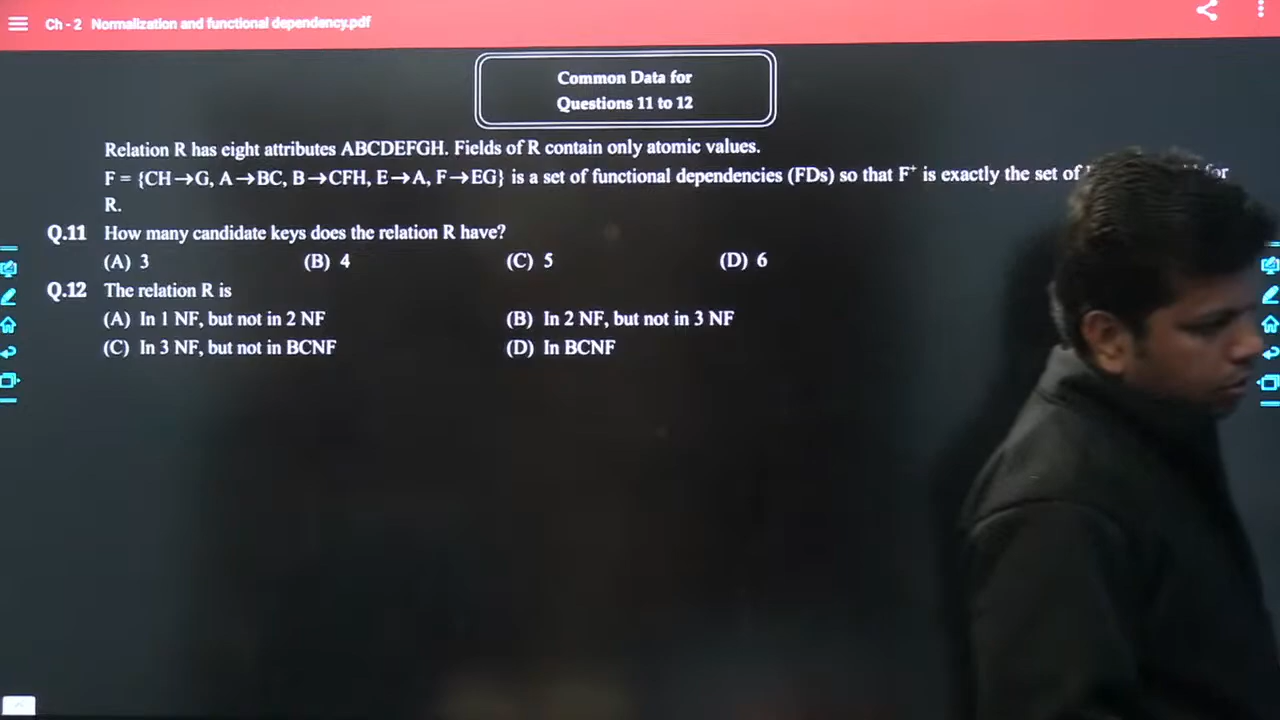 Ch - 2 Normalization and functional dependency.pdf
Common Data for
Questions 11 to 12
Relation R has eight attributes ABCDEFGH. Fields of R contain only atomic values.
F = {CH→G, A→BC, B→CFH, E→A, F→EG} is a set of functional dependencies (FDs) so that F⁺ is exactly the set of for
R.
Q.11 How many candidate keys does the relation R have?
(A) 3 (B) 4 (C) 5 (D) 6
Q.12 The relation R is
(A) In 1 NF, but not in 2 NF (B) In 2 NF, but not in 3 NF
(C) In 3 NF, but not in BCNF (D) In BCNF